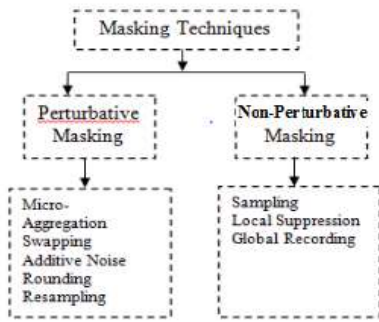 Masking Techniques
Perturbative
Masking
Non-Perturbative
Masking
Micro-
Aggregation
Swapping
Additive Noise
Rounding
Resampling
Sampling
Local Suppression
Global Recording